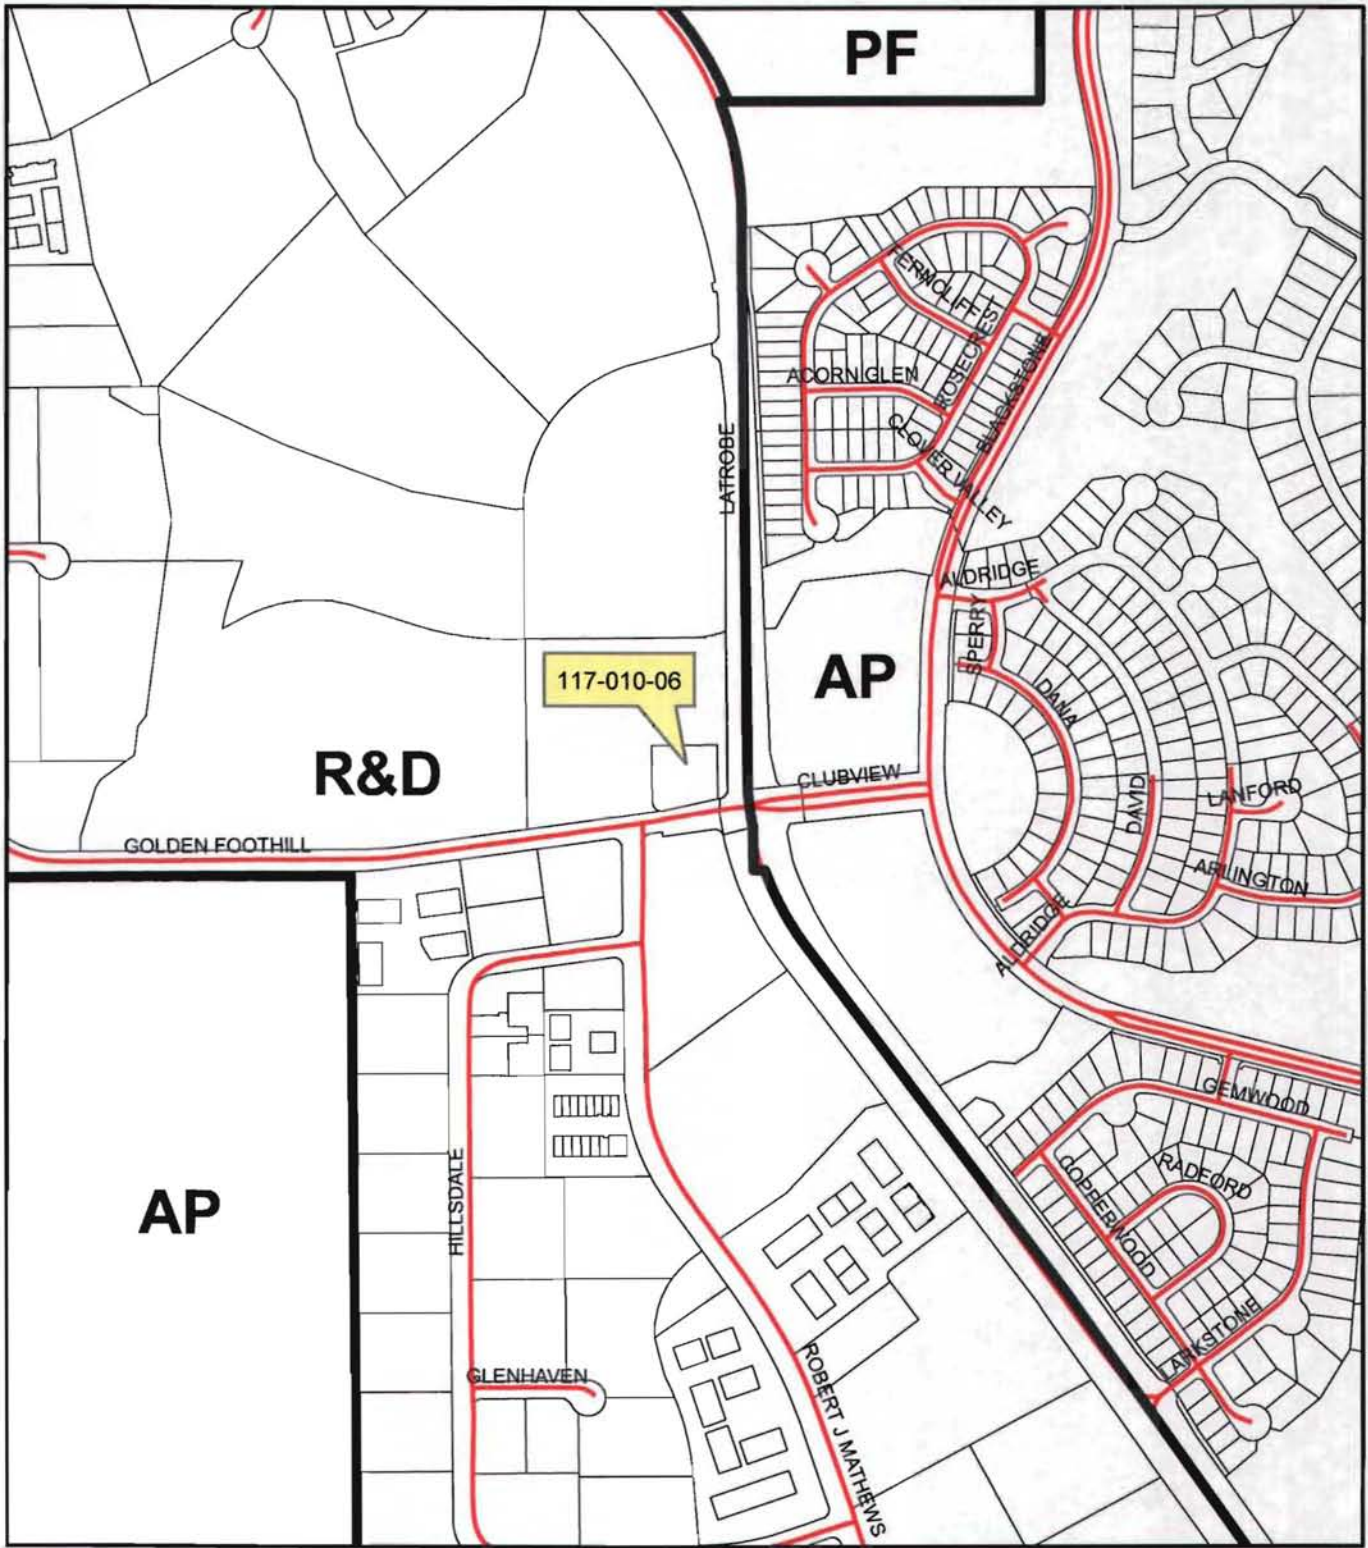 PF
FERNCLIFF
ROSECREST
BLACKSTONE
ACORN GLEN
CLOVER VALLEY
LATROBE
ALDRIDGE
SPERRY
117-010-06
AP
DANA
R&D
CLUBVIEW
DAVID
LANFORD
GOLDEN FOOTHILL
ARLINGTON
ALDRIDGE
GEMWOOD
HILLSDALE
COPPERWOOD
RADFORD
AP
LARKSTONE
GLENHAVEN
ROBERT J MATHEWS